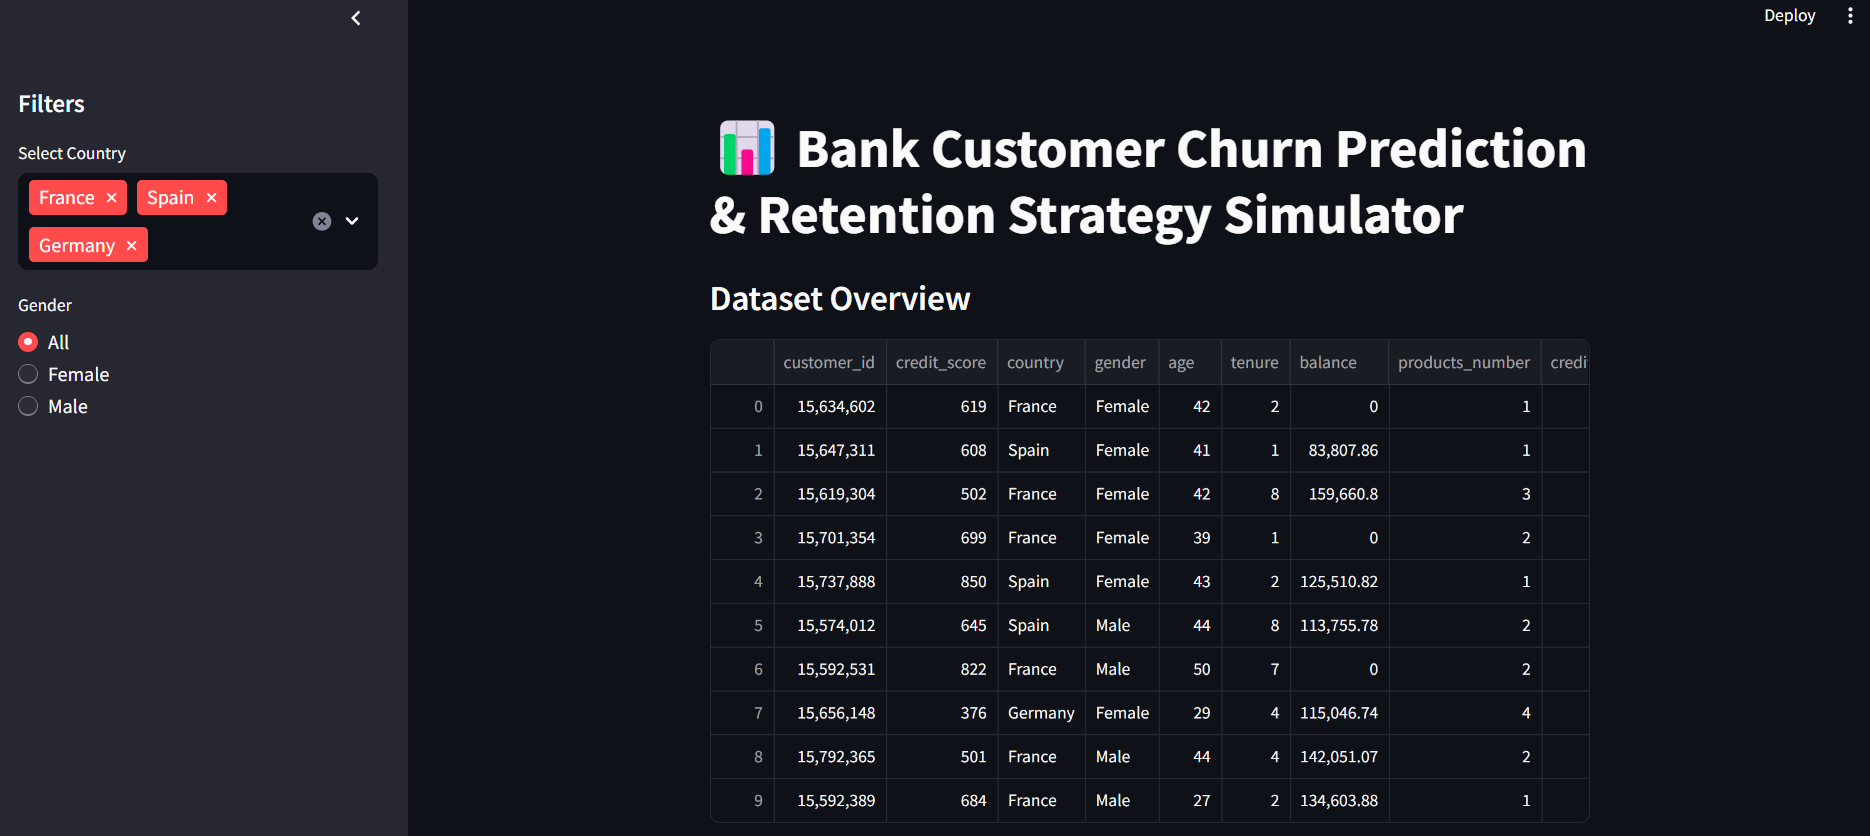 Deploy
Filters
Select Country
France
Spain
Germany
Gender
All
Female
Male
Bank Customer Churn Prediction
& Retention Strategy Simulator
Dataset Overview
customer_id credit_score country gender age tenure balance products_number credi
0 15,634,602 619 France Female 42 2 0 1
1 15,647,311 608 Spain Female 41 1 83,807.86 1
2 15,619,304 502 France Female 42 8 159,660.8 3
3 15,701,354 699 France Female 39 1 0 2
4 15,737,888 850 Spain Female 43 2 125,510.82 1
5 15,574,012 645 Spain Male 44 8 113,755.78 2
6 15,592,531 822 France Male 50 7 0 2
7 15,656,148 376 Germany Female 29 4 115,046.74 4
8 15,792,365 501 France Male 44 4 142,051.07 2
9 15,592,389 684 France Male 27 2 134,603.88 1